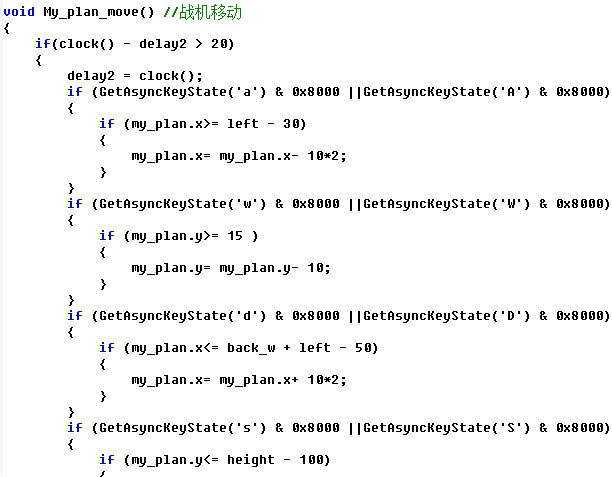 void My_plan_move() //战机移动
{
    if(clock() - delay2 > 20)
    {
        delay2 = clock();
        if (GetAsyncKeyState('a') & 0x8000 ||GetAsyncKeyState('A') & 0x8000)
        {
            if (my_plan.x>= left - 30)
            {
                my_plan.x= my_plan.x- 10*2;
            }
        }
        if (GetAsyncKeyState('w') & 0x8000 ||GetAsyncKeyState('W') & 0x8000)
        {
            if (my_plan.y>= 15 )
            {
                my_plan.y= my_plan.y- 10;
            }
        }
        if (GetAsyncKeyState('d') & 0x8000 ||GetAsyncKeyState('D') & 0x8000)
        {
            if (my_plan.x<= back_w + left - 50)
            {
                my_plan.x= my_plan.x+ 10*2;
            }
        }
        if (GetAsyncKeyState('s') & 0x8000 ||GetAsyncKeyState('S') & 0x8000)
        {
            if (my_plan.y<= height - 100)
            {